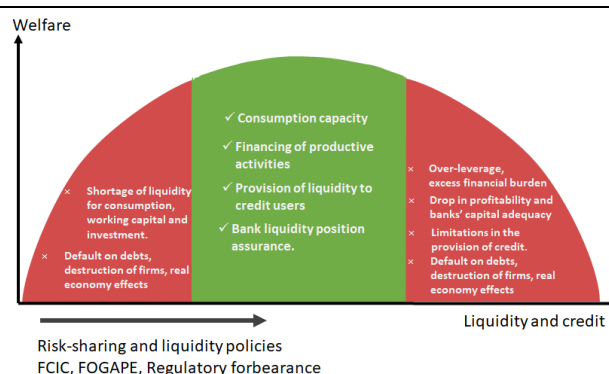 Welfare
✓ Consumption capacity
✓ Financing of productive
activities
✓ Provision of liquidity to
credit users
✓ Bank liquidity position
assurance.
× Shortage of liquidity
for consumption,
working capital and
investment.
× Default on debts,
destruction of firms, real
economy effects
× Over-leverage,
excess financial burden
× Drop in profitability and
banks' capital adequacy
× Limitations in the
provision of credit.
× Default on debts,
destruction of firms, real
economy effects
Liquidity and credit
Risk-sharing and liquidity policies
FCIC, FOGAPE, Regulatory forbearance